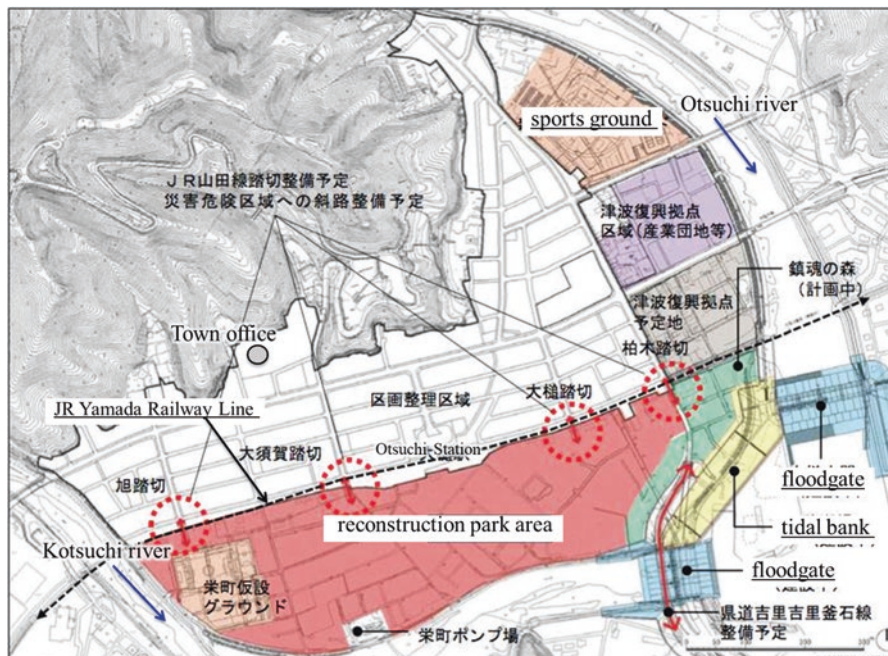 sports ground
Otsuchi river
JR山田線踏切整備予定
災害危険区域への斜路整備予定
津波復興拠点
区域(産業団地等)
鎮魂の森
(計画中)
津波復興拠点
予定地
Town office
柏木踏切
大槌踏切
区画整理区域
JR Yamada Railway Line
大須賀踏切
Otsuchi-Station
旭踏切
floodgate
reconstruction park area
tidal bank
Kotsuchi river
栄町仮設
グラウンド
floodgate
栄町ポンプ場
県道吉里吉里釜石線
整備予定